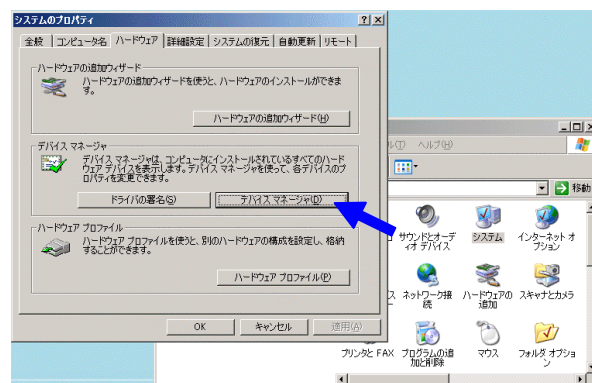 システムのプロパティ
全般 コンピュータ名 ハードウェア 詳細設定 システムの復元 自動更新 リモート
ハードウェアの追加ウィザード
ハードウェアの追加ウィザードを使うと、ハードウェアのインストールができま
す。
ハードウェアの追加ウィザード(H)
デバイス マネージャ
デバイス マネージャは、コンピュータにインストールされているすべてのハード
ウェア デバイスを表示します。デバイス マネージャを使って、各デバイスのプ
ロパティを変更できます。
ドライバの署名(S)
デバイス マネージャ(D)
ハードウェア プロファイル
ハードウェア プロファイルを使うと、別のハードウェアの構成を設定し、格納
することができます。
ハードウェア プロファイル(P)
OK キャンセル 適用(A)
ル(T) ヘルプ(H)
移動
サウンドとオーデ
ィオ デバイス
システム
インターネット オ
プション
ネットワーク接
続
ハードウェアの
追加
スキャナとカメラ
プリンタと FAX
プログラムの追
加と削除
マウス
フォルダ オプショ
ン